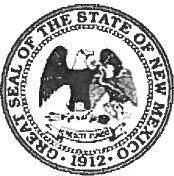 GREAT SEAL OF THE STATE OF NEW MEXICO
• 1912 •